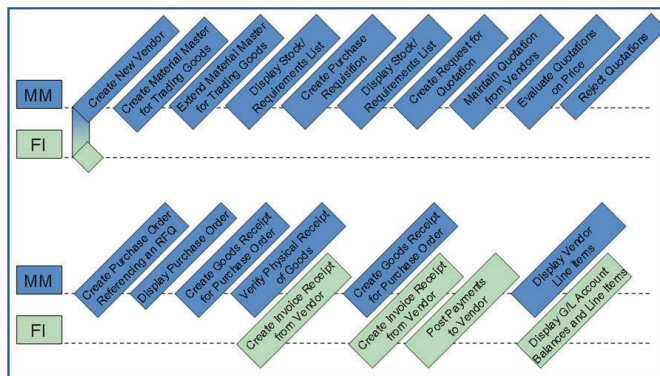 Create New Vendor
Create Material Master
for Trading Goods
Extend Material Master
for Trading Goods
Display Stock/
Requirements List
Create Purchase
Requisition
Display Stock/
Requirements List
Create Request for
Quotation
Maintain Quotation
from Vendors
Evaluate Quotations
on Price
Reject Quotations
MM
FI
Create Purchase Order
Referencing an RFQ
Display Purchase Order
Create Goods Receipt
for Purchase Order
Verify Physical Receipt
of Goods
Create Goods Receipt
for Purchase Order
Display Vendor
Line Items
MM
FI
Create Invoice Receipt
from Vendor
Create Invoice Receipt
from Vendor
Post Payments
to Vendor
Display G/L Account
Balances and Line Items